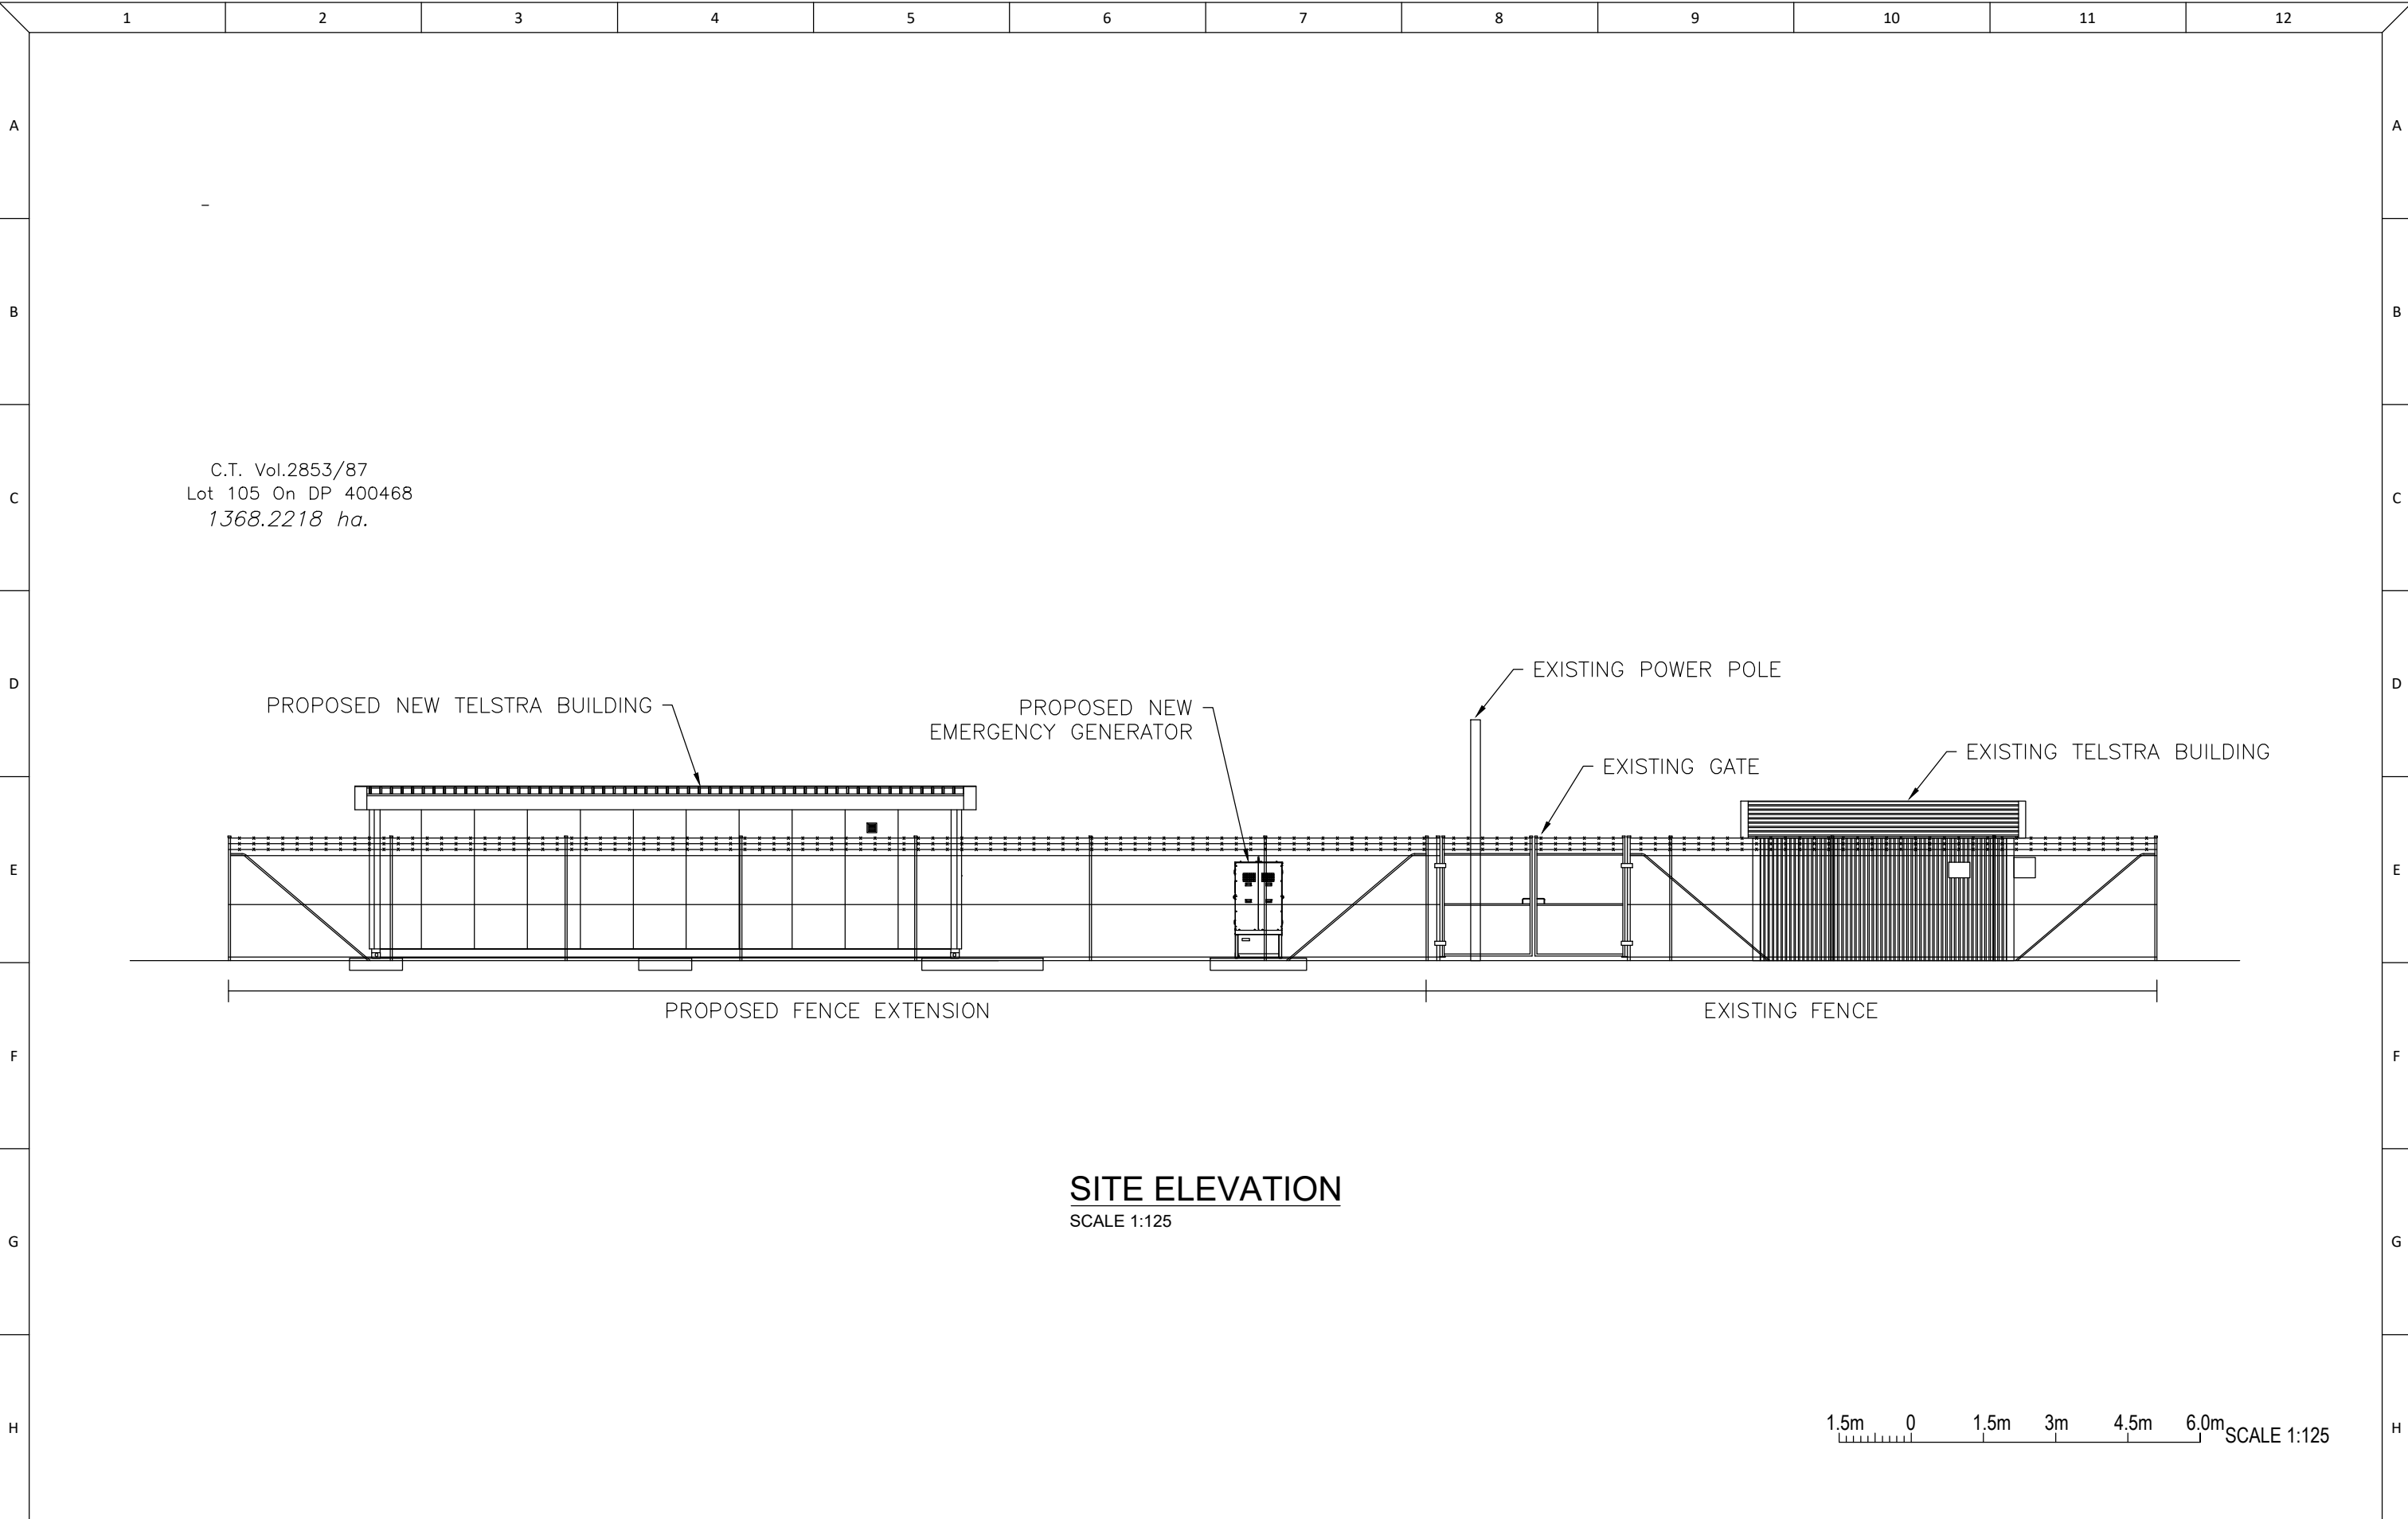 1 2 3 4 5 6 7 8 9 10 11 12
A A
B B
C.T. Vol.2853/87
Lot 105 On DP 400468
1368.2218 ha.
C C
EXISTING POWER POLE
D D
PROPOSED NEW TELSTRA BUILDING
PROPOSED NEW
EMERGENCY GENERATOR
EXISTING TELSTRA BUILDING
EXISTING GATE
E E
PROPOSED FENCE EXTENSION
EXISTING FENCE
F F
SITE ELEVATION
SCALE 1:125
G G
1.5m 0 1.5m 3m 4.5m 6.0m SCALE 1:125
H H